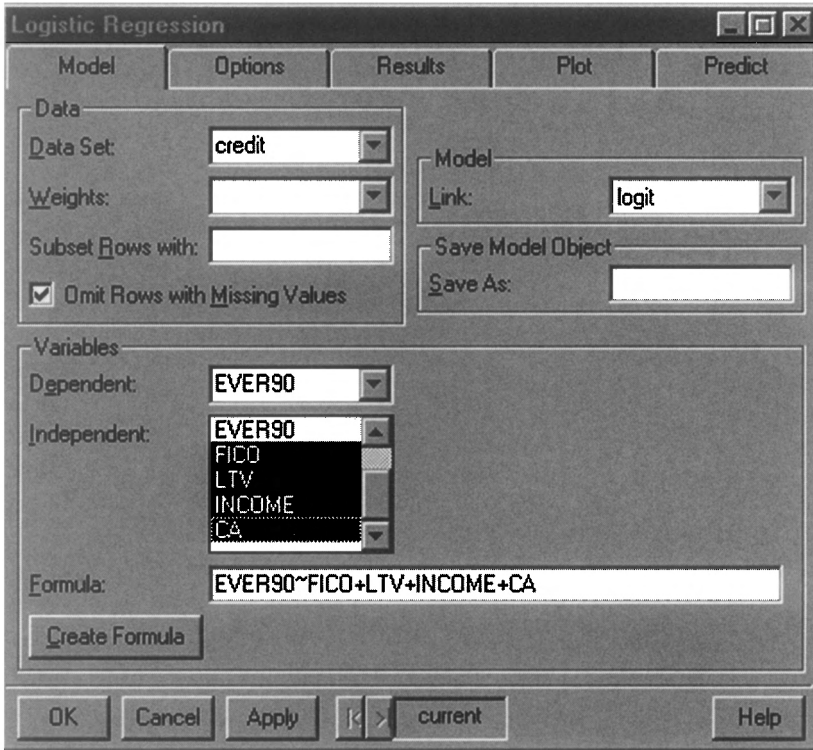 Logistic Regression
Model Options Results Plot Predict
Data
Data Set: credit
Weights:
Subset Rows with:
Omit Rows with Missing Values
Model
Link: logit
Save Model Object
Save As:
Variables
Dependent: EVER90
Independent: EVER90
FICO
LTV
INCOME
CA
Formula: EVER90~FICO+LTV+INCOME+CA
Create Formula
OK Cancel Apply current Help